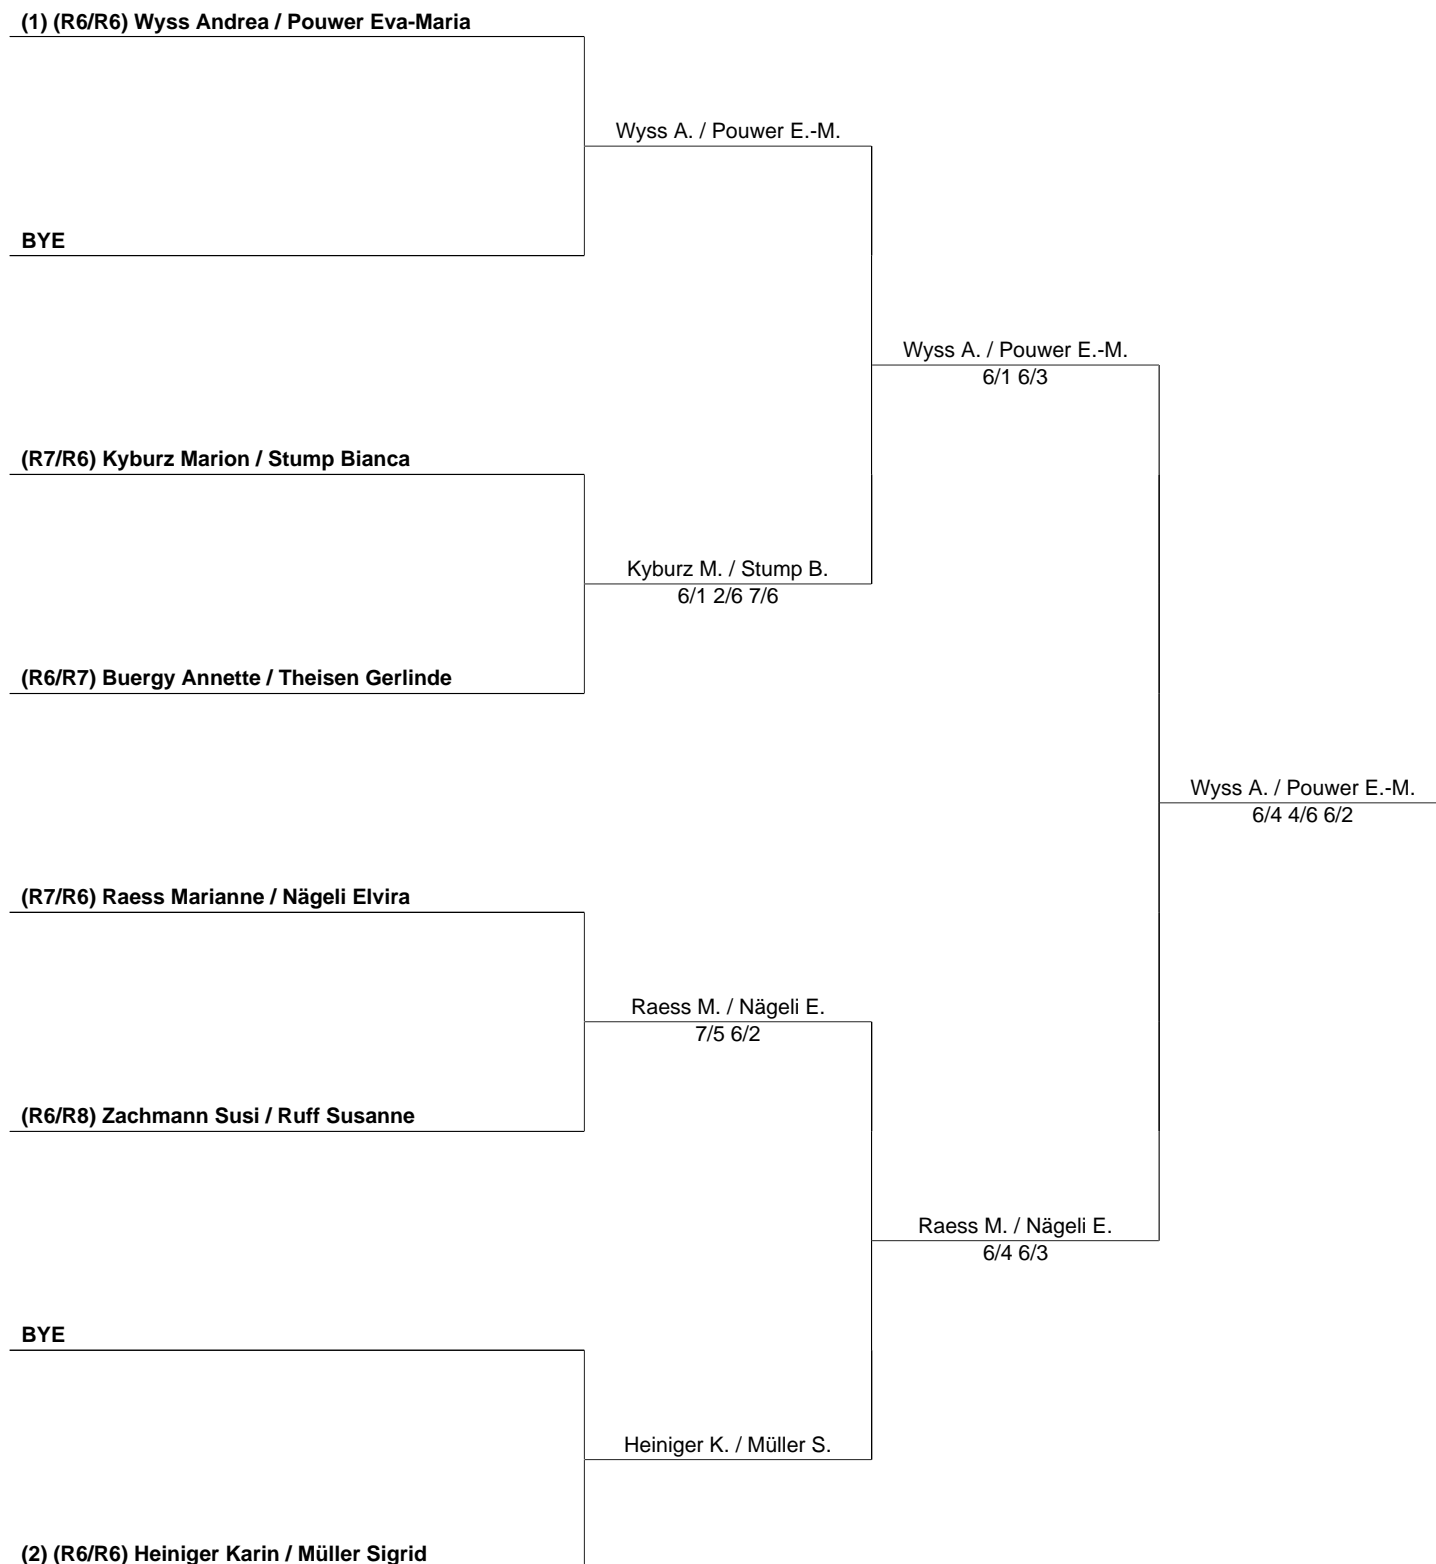 (1) (R6/R6) Wyss Andrea / Pouwer Eva-Maria
Wyss A. / Pouwer E.-M.
BYE
Wyss A. / Pouwer E.-M.
6/1 6/3
(R7/R6) Kyburz Marion / Stump Bianca
Kyburz M. / Stump B.
6/1 2/6 7/6
(R6/R7) Buergy Annette / Theisen Gerlinde
Wyss A. / Pouwer E.-M.
6/4 4/6 6/2
(R7/R6) Raess Marianne / Nägeli Elvira
Raess M. / Nägeli E.
7/5 6/2
(R6/R8) Zachmann Susi / Ruff Susanne
Raess M. / Nägeli E.
6/4 6/3
BYE
Heiniger K. / Müller S.
(2) (R6/R6) Heiniger Karin / Müller Sigrid